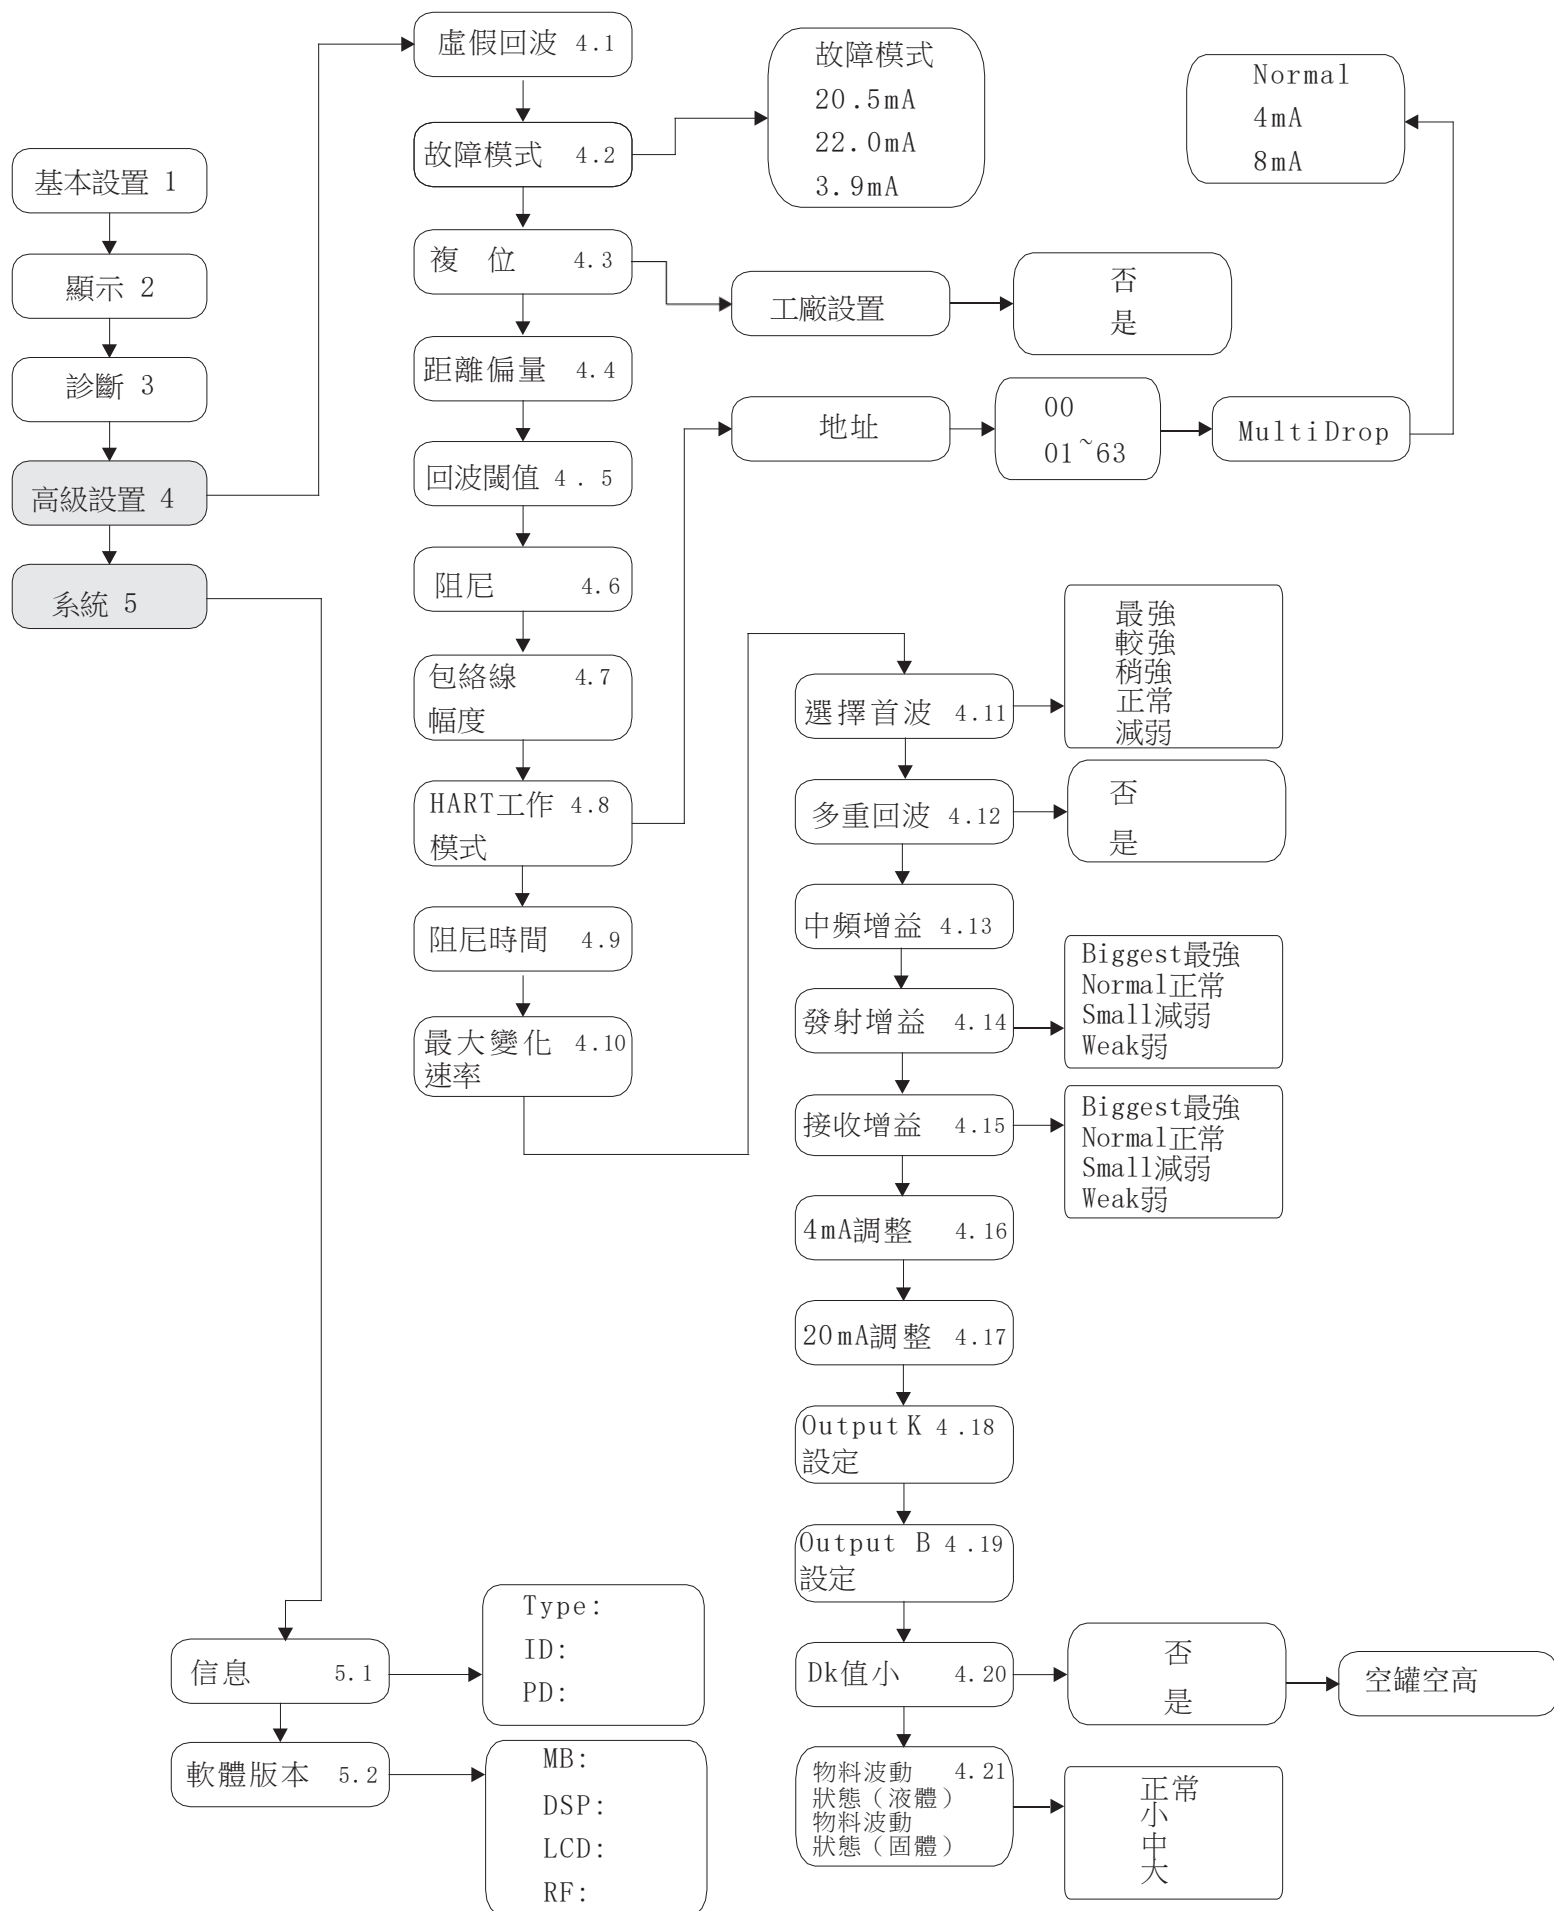 基本設置 1
顯示 2
診斷 3
高級設置 4
系統 5
虛假回波 4.1
故障模式 4.2
故障模式
20.5mA
22.0mA
3.9mA
複 位 4.3
工廠設置
否
是
距離偏量 4.4
回波閾值 4.5
阻尼 4.6
包絡線 4.7
幅度
HART工作 4.8
模式
地址
00
01~63
MultiDrop
Normal
4mA
8mA
阻尼時間 4.9
最大變化 4.10
速率
選擇首波 4.11
最強
較強
稍強
正常
減弱
多重回波 4.12
否
是
中頻增益 4.13
發射增益 4.14
Biggest最強
Normal正常
Small減弱
Weak弱
接收增益 4.15
Biggest最強
Normal正常
Small減弱
Weak弱
4mA調整 4.16
20mA調整 4.17
Output K 4.18
設定
Output B 4.19
設定
Dk值小 4.20
否
是
空罐空高
物料波動 4.21
狀態（液體）
物料波動
狀態（固體）
正常
小
中
大
信息 5.1
Type:
ID:
PD:
軟體版本 5.2
MB:
DSP:
LCD:
RF: